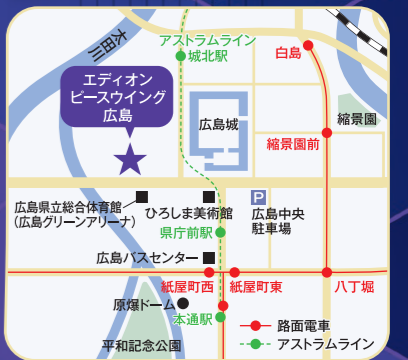 太田川
アストラムライン
城北駅
白島
エディオン
ピースウイング
広島
広島城
縮景園
縮景園前
広島県立総合体育館
（広島グリーンアリーナ）
ひろしま美術館
P
広島中央
駐車場
県庁前駅
広島バスセンター
紙屋町西
紙屋町東
八丁堀
原爆ドーム
本通駅
平和記念公園
路面電車
アストラムライン